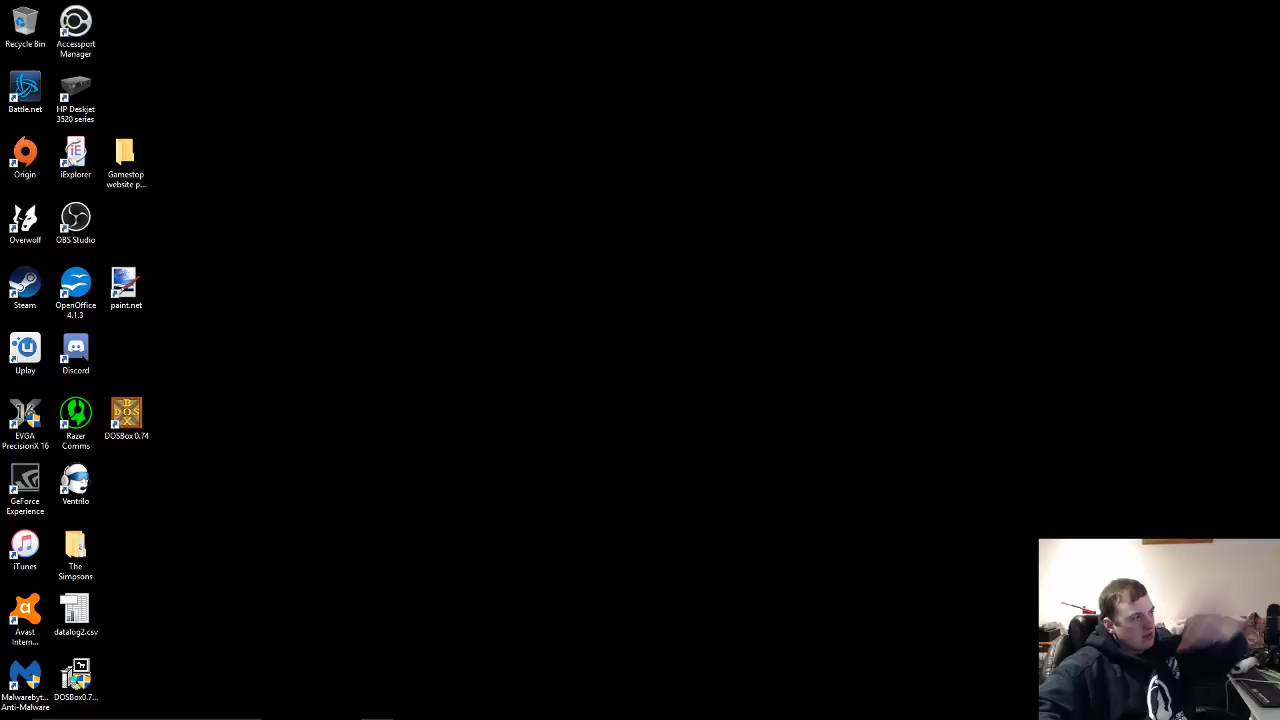 Recycle Bin
Accessport
Manager
Battle.net
HP Deskjet
3520 series
Origin
iExplorer
Gamestop
website p...
Overwolf
OBS Studio
Steam
OpenOffice
4.1.3
paint.net
Uplay
Discord
EVGA
PrecisionX 16
Razer
Comms
DOSBox 0.74
GeForce
Experience
Ventrilo
iTunes
The
Simpsons
Avast
Intern...
datalog2.csv
Malwarebyt...
Anti-Malware
DOSBox0.7...